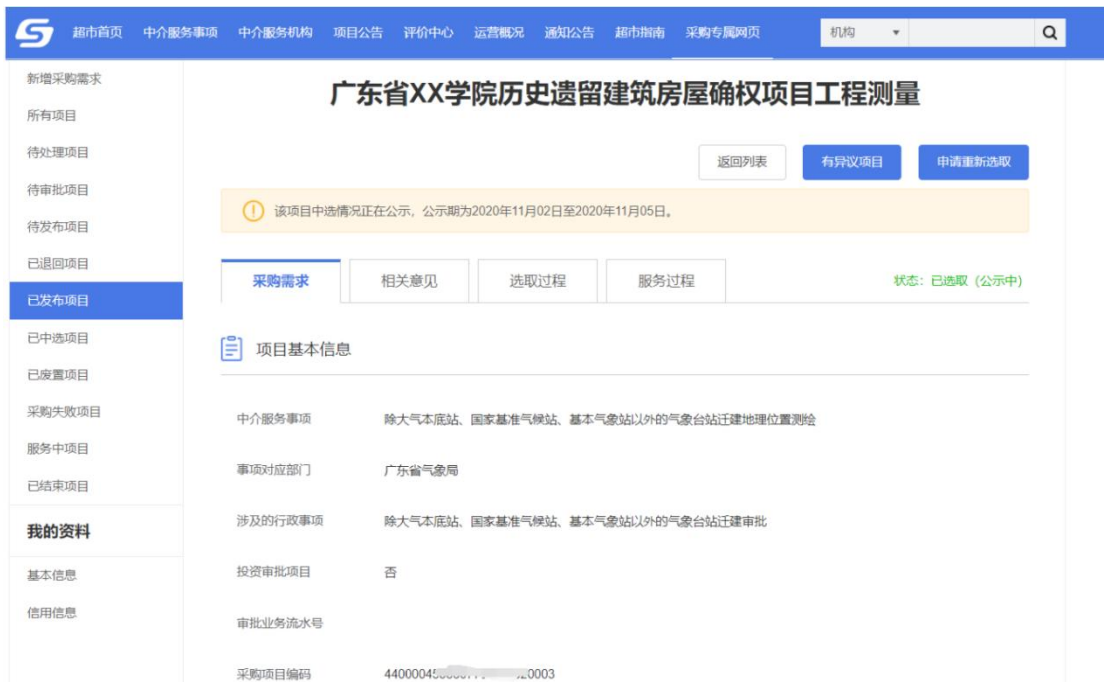 超市首页 中介服务事项 中介服务机构 项目公告 评价中心 运营概况 通知公告 超市指南 采购专属网页 机构
新增采购需求
所有项目
待处理项目
待审批项目
待发布项目
已退回项目
已发布项目
已中选项目
已废置项目
采购失败项目
服务中项目
已结束项目
我的资料
基本信息
信用信息
广东省XX学院历史遗留建筑房屋确权项目工程测量
返回列表 有异议项目 申请重新选取
该项目中选情况正在公示，公示期为2020年11月02日至2020年11月05日。
采购需求 相关意见 选取过程 服务过程 状态：已选取（公示中）
项目基本信息
中介服务事项 除大气本底站、国家基准气候站、基本气象站以外的气象台站迁建地理位置测绘
事项对应部门 广东省气象局
涉及的行政事项 除大气本底站、国家基准气候站、基本气象站以外的气象台站迁建审批
投资审批项目 否
审批业务流水号
采购项目编码